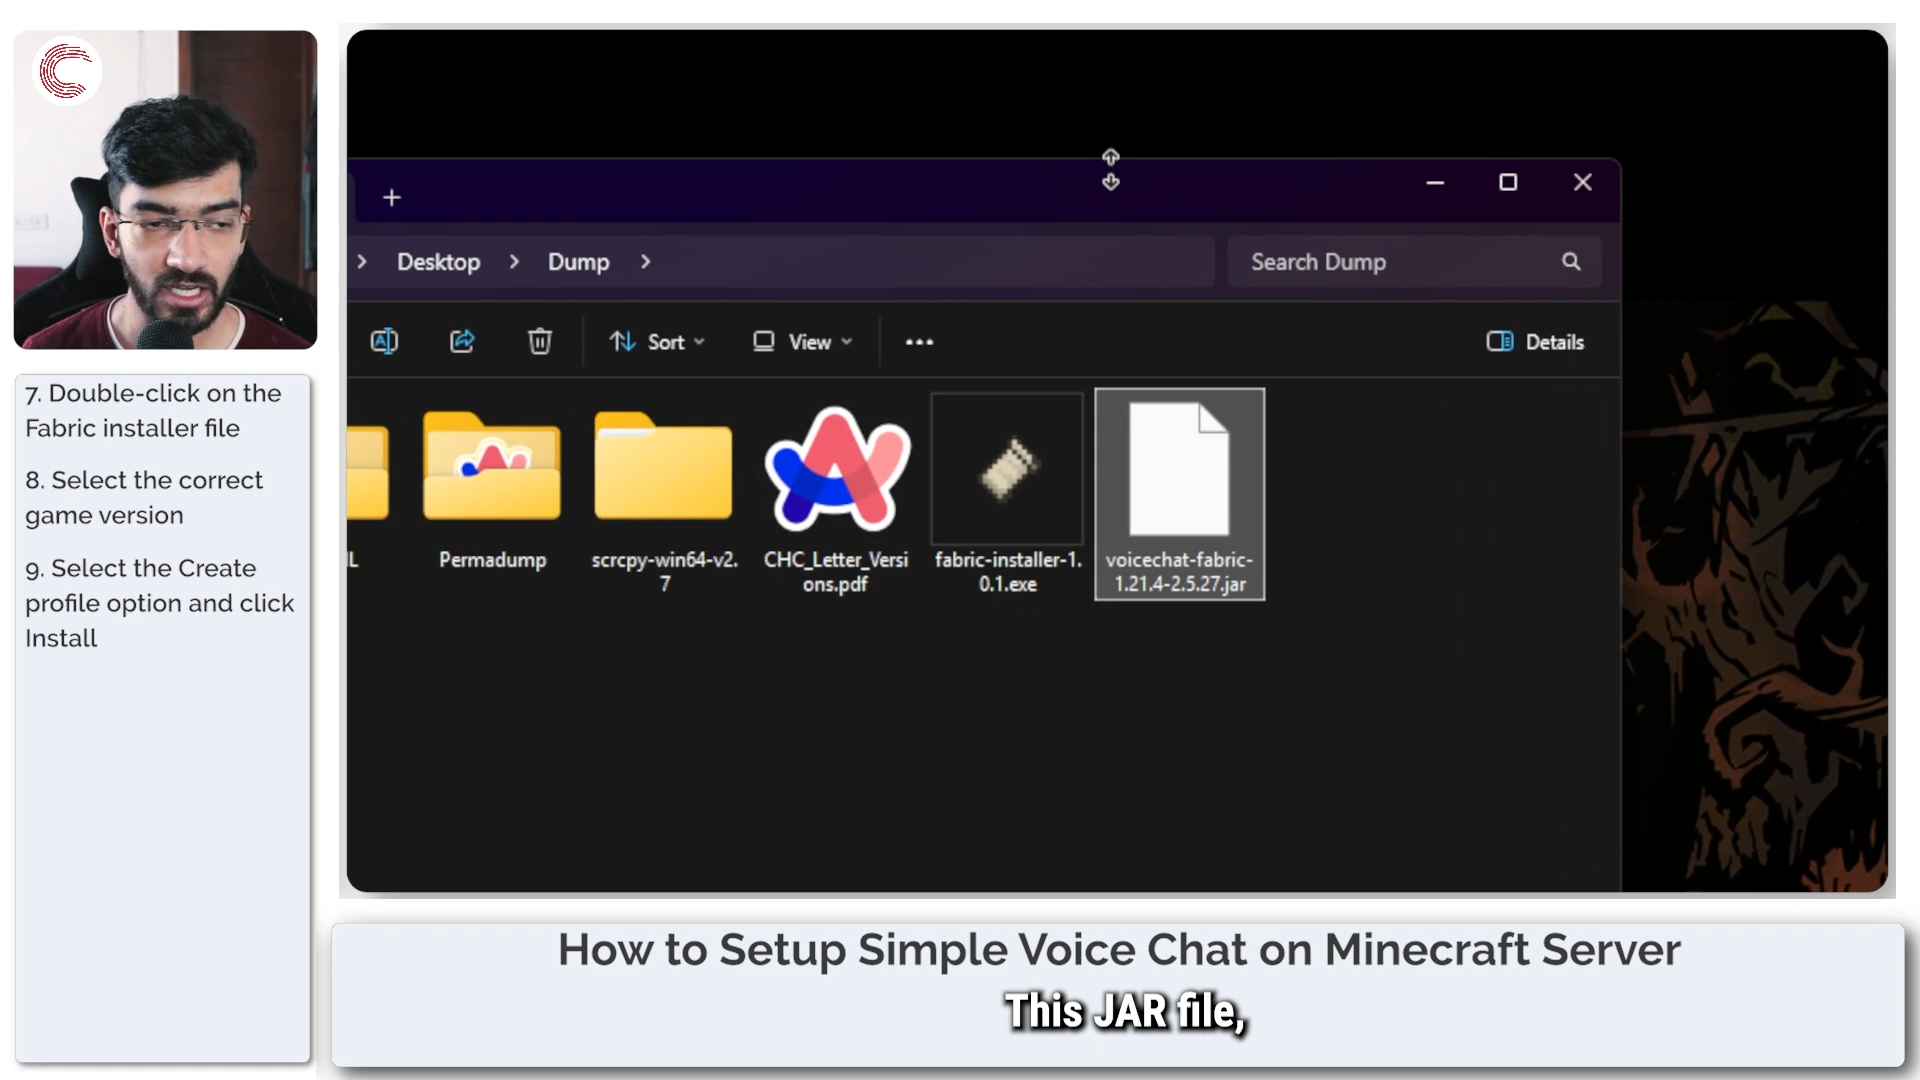 7. Double-click on the
Fabric installer file
8. Select the correct
game version
9. Select the Create
profile option and click
Install
Desktop
Dump
Search Dump
Sort
View
Details
L
Permadump
scrcpy-win64-v2.
7
CHC_Letter_Versi
ons.pdf
fabric-installer-1.
0.1.exe
voicechat-fabric-
1.21.4-2.5.27.jar
How to Setup Simple Voice Chat on Minecraft Server
This JAR file,